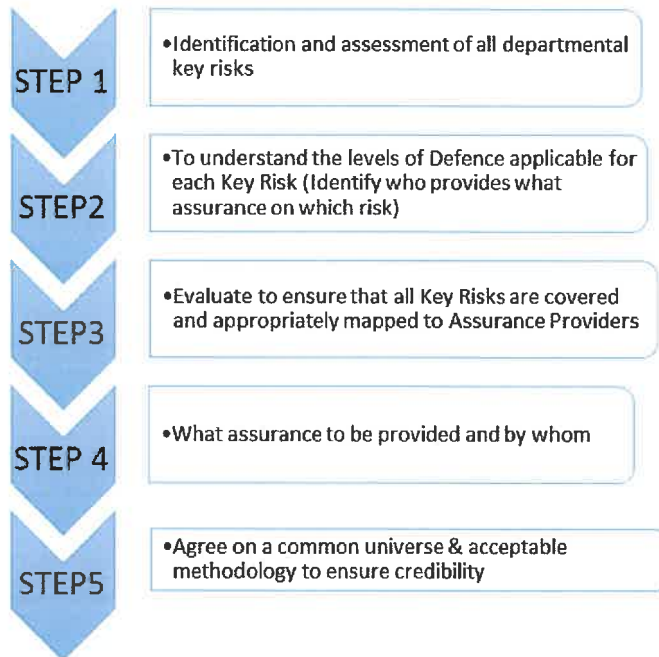 STEP 1
•Identification and assessment of all departmental
key risks
STEP2
•To understand the levels of Defence applicable for
each Key Risk (Identify who provides what
assurance on which risk)
STEP3
•Evaluate to ensure that all Key Risks are covered
and appropriately mapped to Assurance Providers
STEP 4
•What assurance to be provided and by whom
STEP5
•Agree on a common universe & acceptable
methodology to ensure credibility